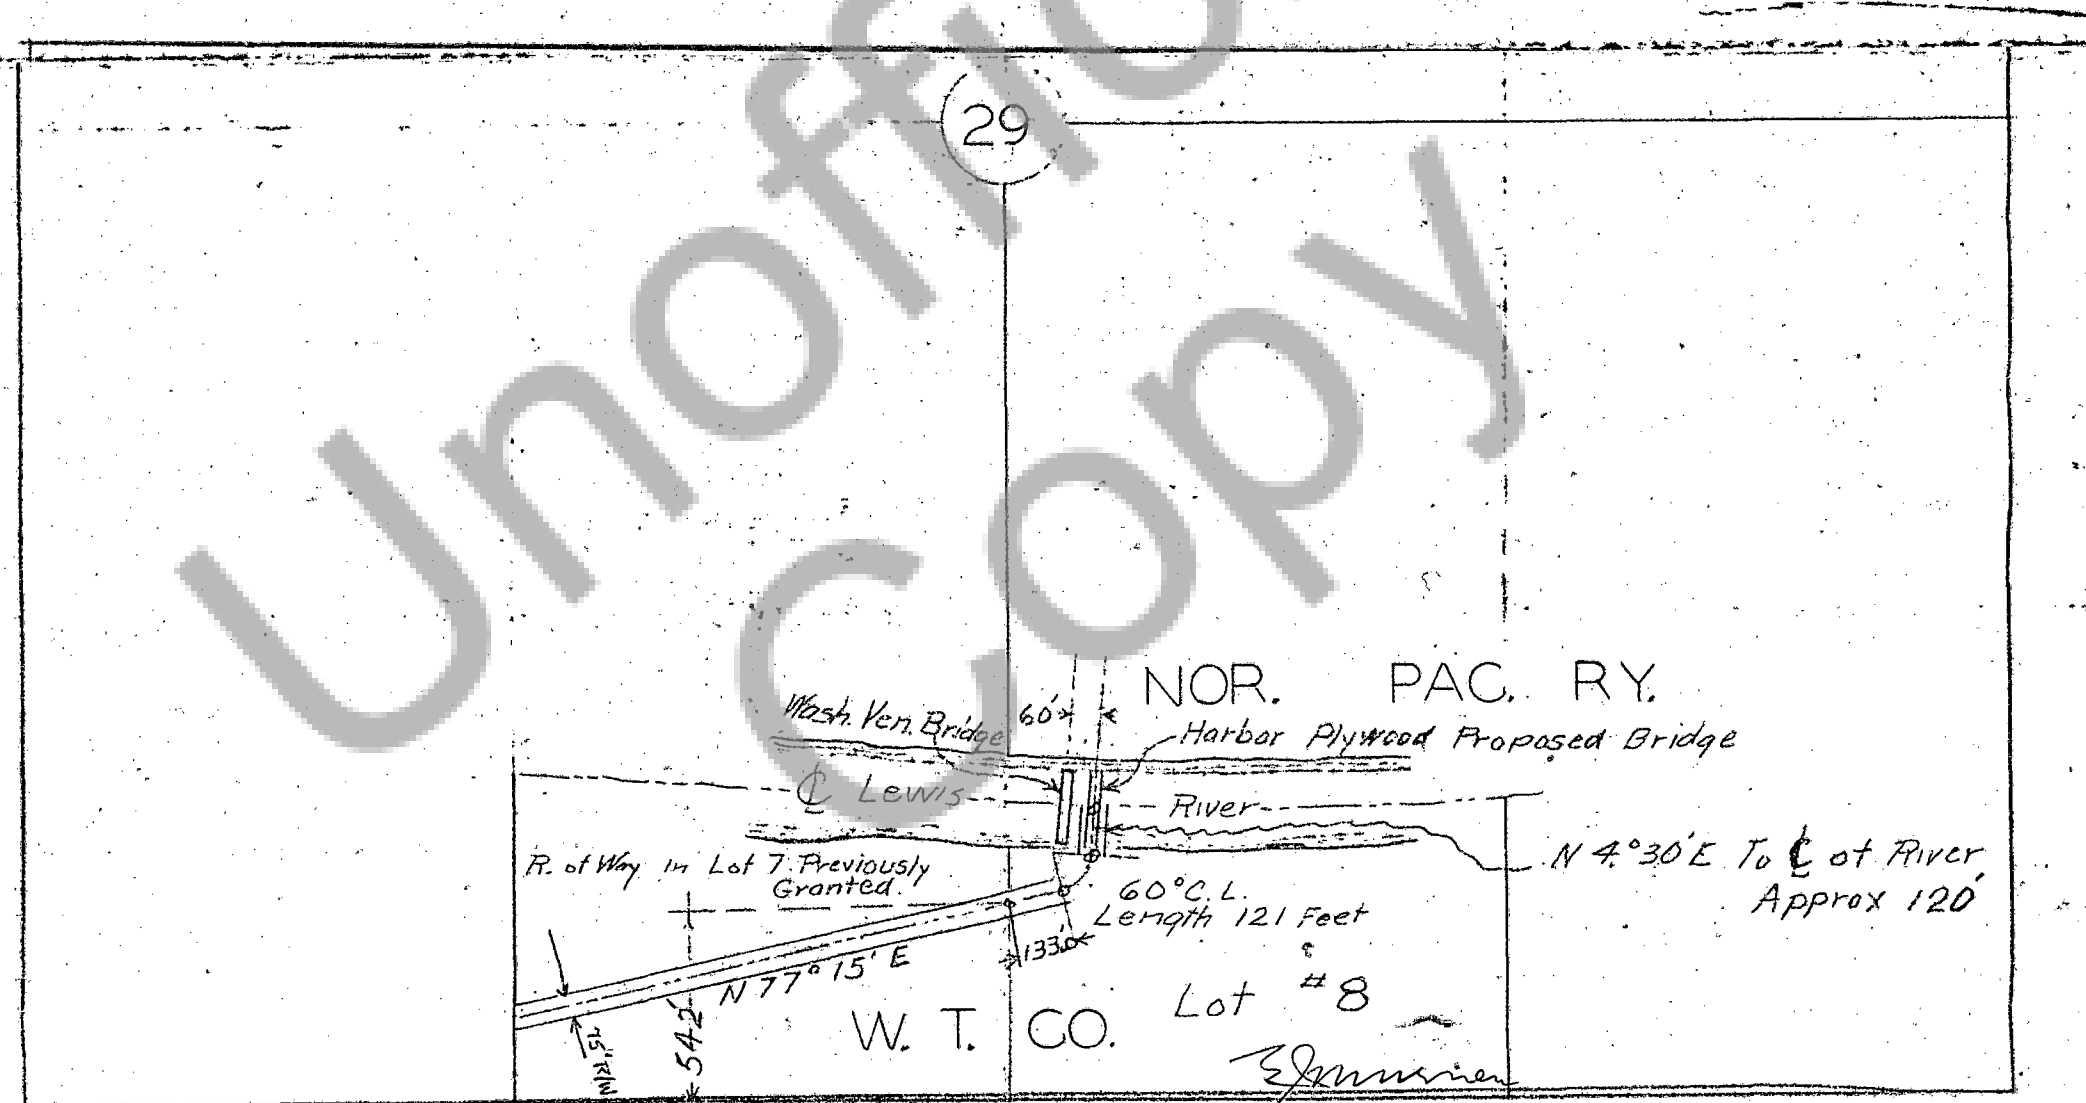 29
Unofficial
Copy
NOR. PAC. RY.
Wash. Ven. Bridge
60'
Harbor Plywood Proposed Bridge
℄ Lewis River
N 4°30'E To ℄ of River
Approx 120'
R. of Way in Lot 7 Previously
Granted.
60° C.L.
Length 121 Feet
133.0
N 77° 15' E
Lot #8
W. T. CO.
542'
75' R/W